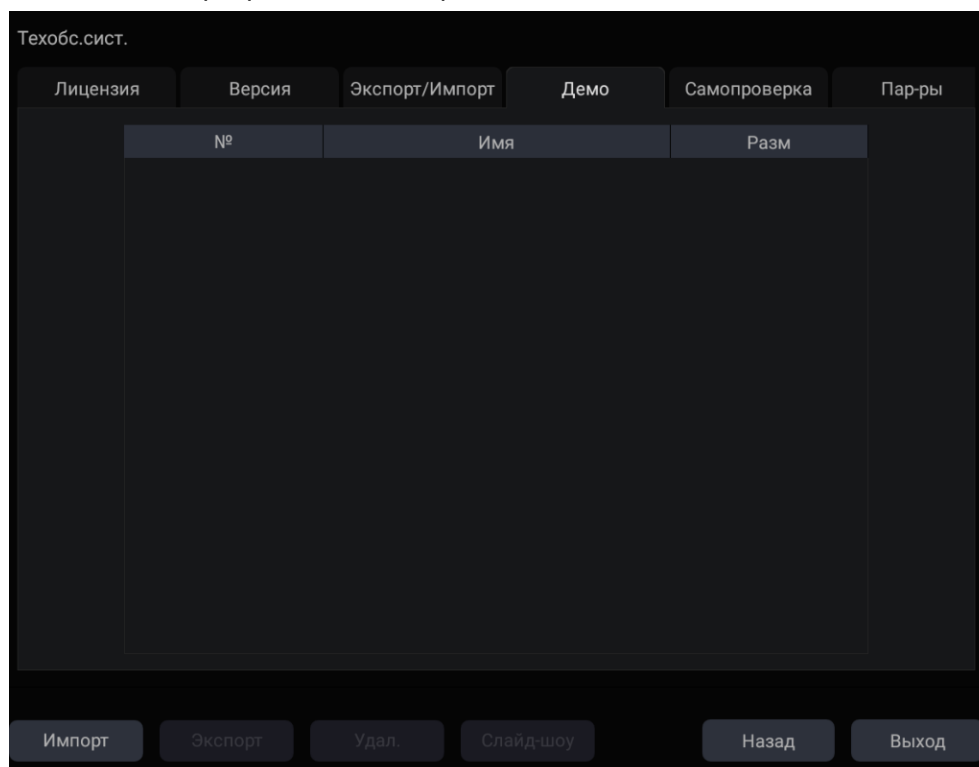 Техобс.сист.
Лицензия Версия Экспорт/Импорт Демо Самопроверка Пар-ры
№ Имя Разм
Импорт Экспорт Удал. Слайд-шоу Назад Выход